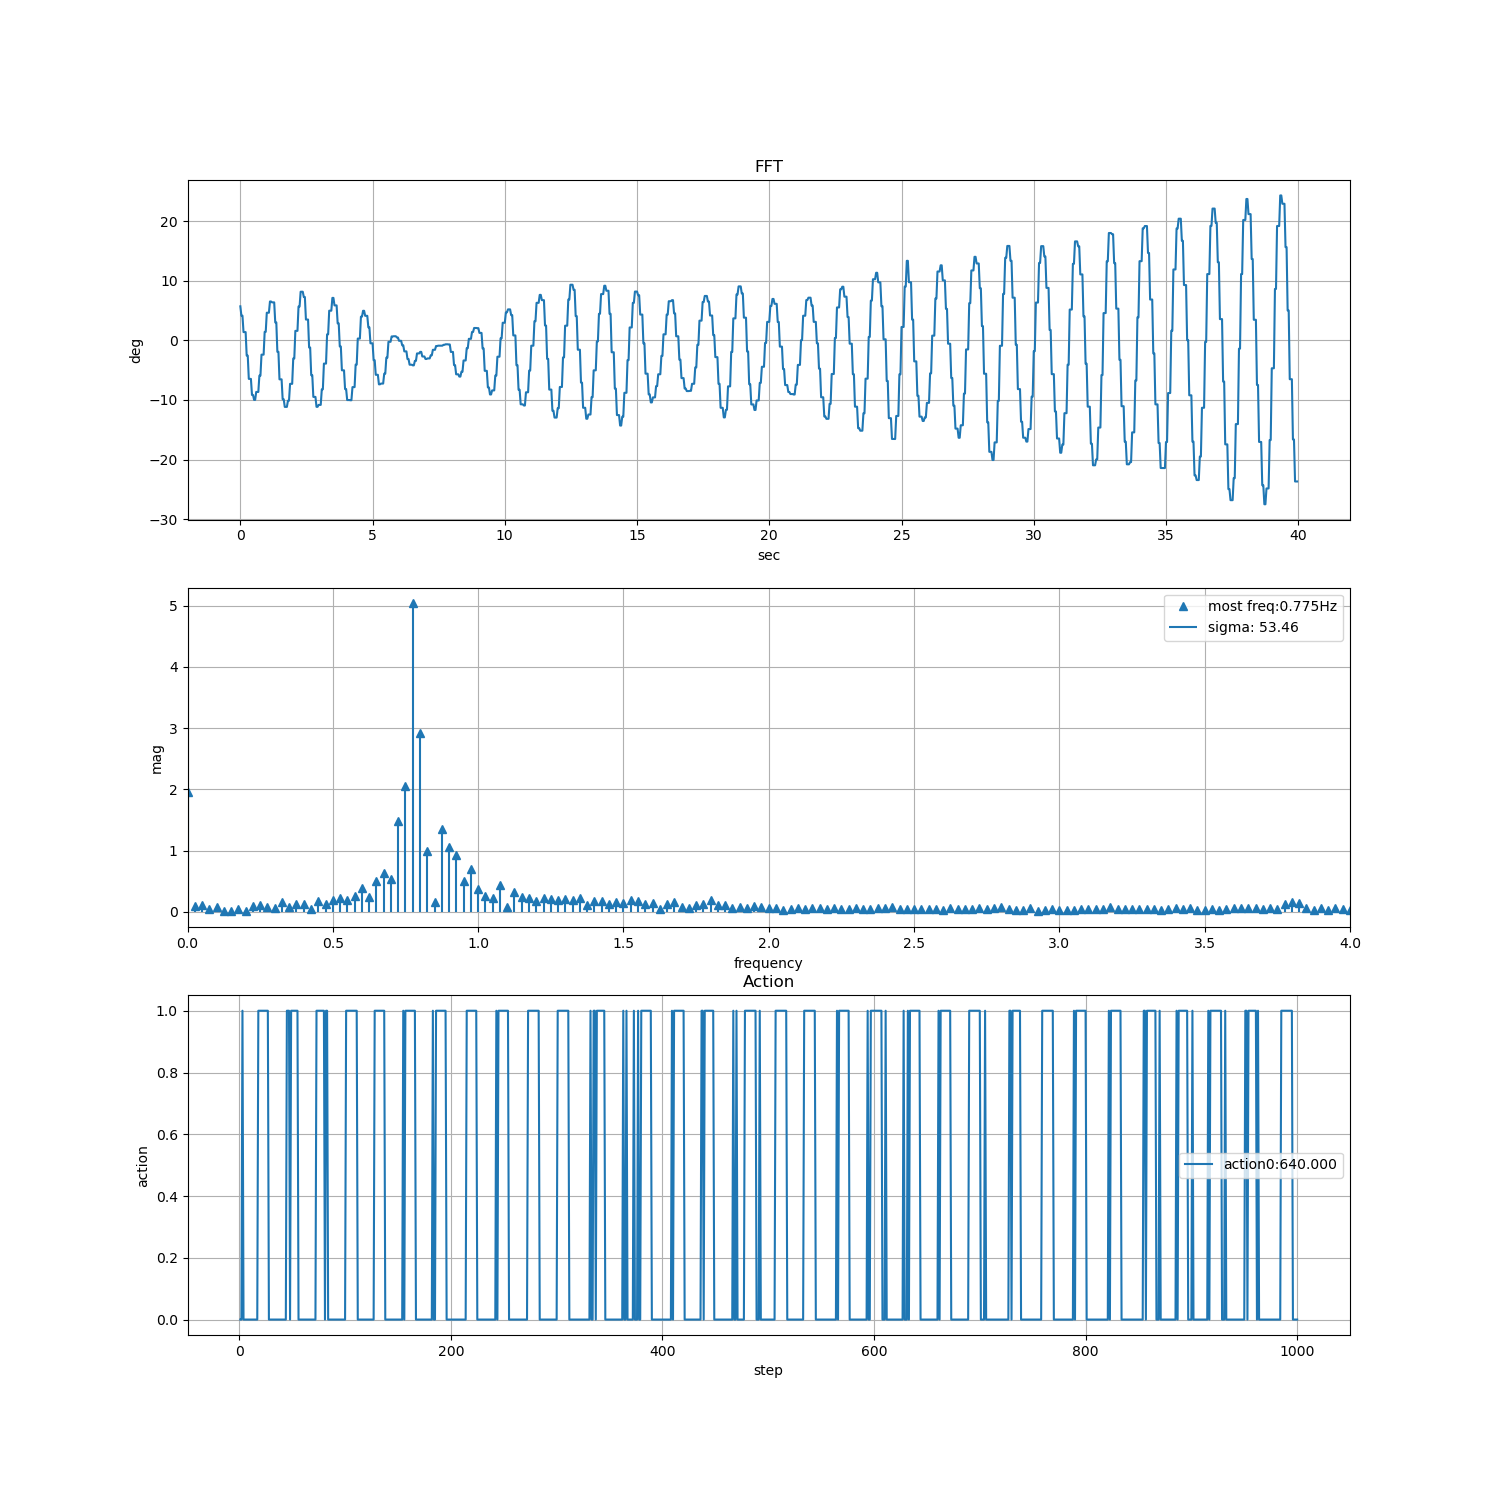 FFT
20
10
0
−10
−20
−30
deg
0 5 10 15 20 25 30 35 40
sec
most freq:0.775Hz
sigma: 53.46
5
4
3
2
1
0
mag
0.0 0.5 1.0 1.5 2.0 2.5 3.0 3.5 4.0
frequency
Action
1.0
0.8
0.6
0.4
0.2
0.0
action
action0:640.000
0 200 400 600 800 1000
step